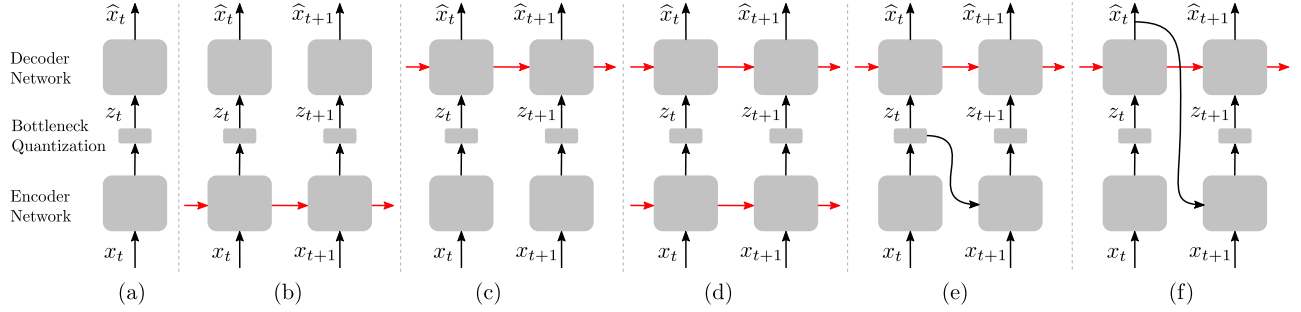 x̂_t x̂_t x̂_{t+1} x̂_t x̂_{t+1} x̂_t x̂_{t+1} x̂_t x̂_{t+1} x̂_t x̂_{t+1}
Decoder
Network
z_t z_t z_{t+1} z_t z_{t+1} z_t z_{t+1} z_t z_{t+1} z_t z_{t+1}
Bottleneck
Quantization
Encoder
Network
x_t x_t x_{t+1} x_t x_{t+1} x_t x_{t+1} x_t x_{t+1} x_t x_{t+1}
(a) (b) (c) (d) (e) (f)